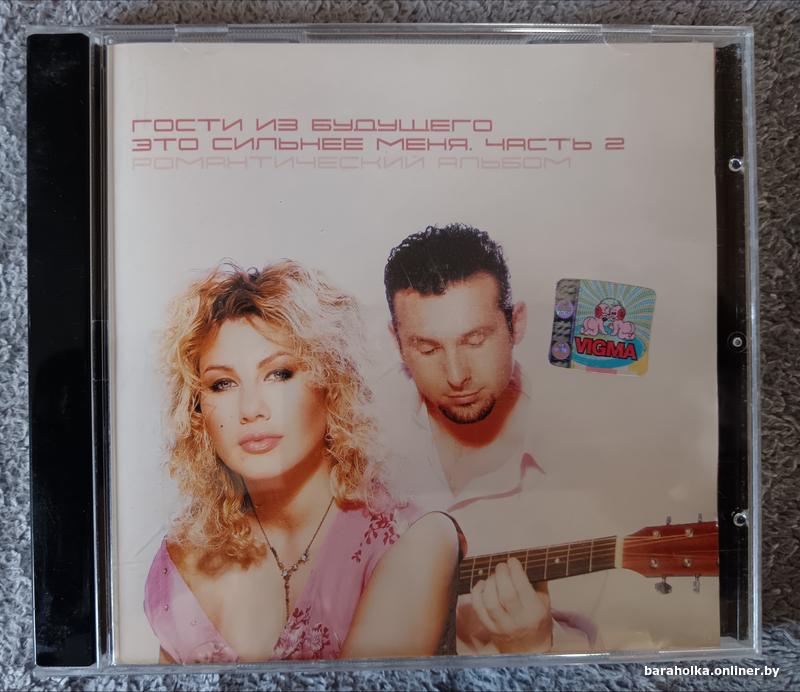 ГОСТИ ИЗ БУДУЩЕГО
ЭТО СИЛЬНЕЕ МЕНЯ. ЧАСТЬ 2
РОМАНТИЧЕСКИЙ АЛЬБОМ
VIGMA
baraholka.onliner.by